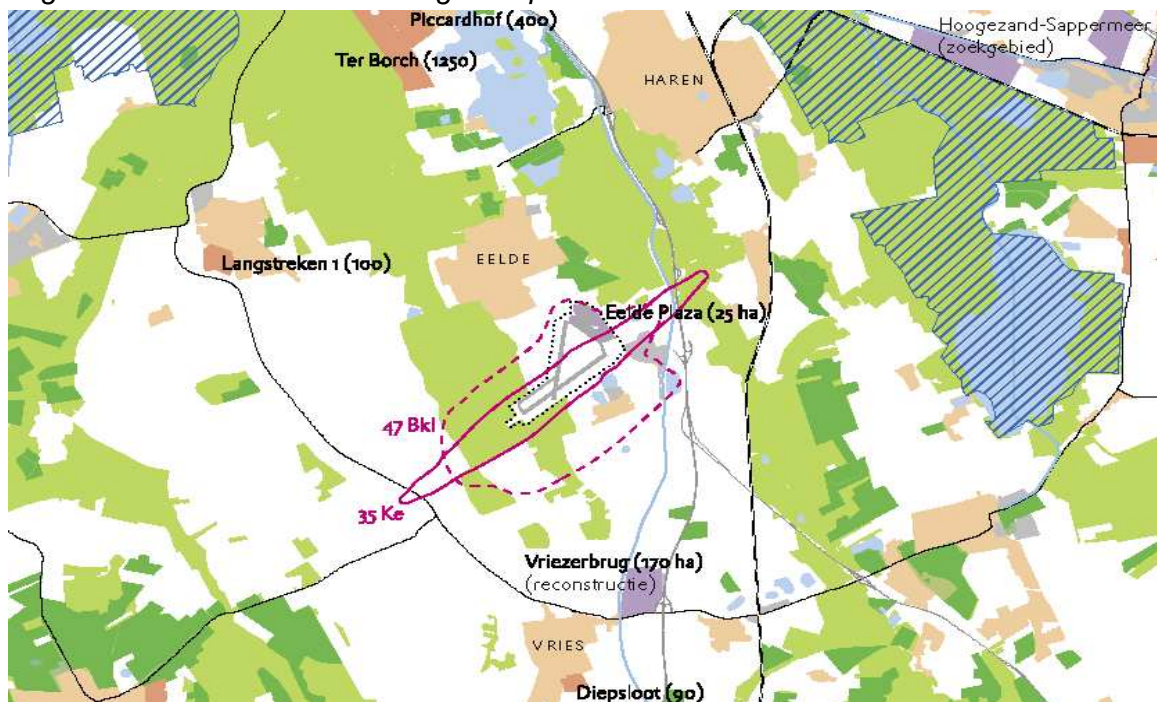 Piccardhof (400)
Hoogezand-Sappermeer
(zoekgebied)
Ter Borch (1250)
HAREN
EELDE
Langstreken 1 (100)
Eelde Plaza (25 ha)
47 Bkl
35 Ke
Vriezerbrug (170 ha)
(reconstructie)
VRIES
Diepsloot (90)